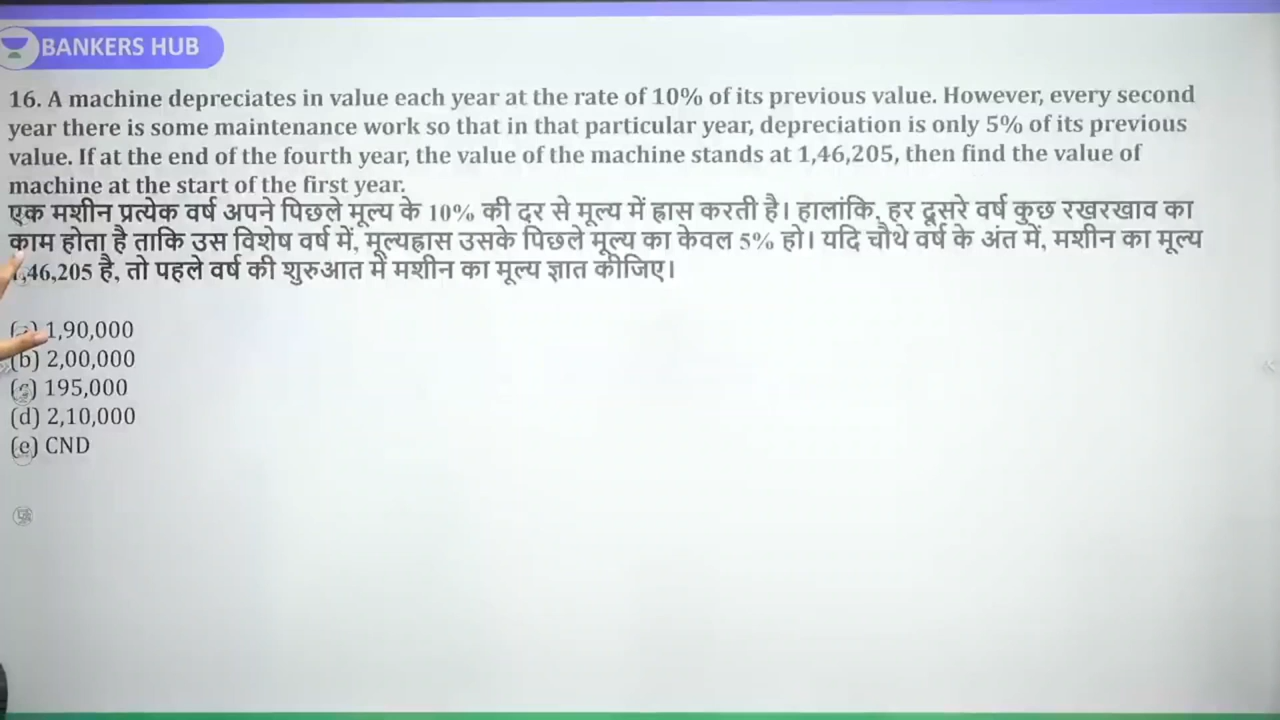 BANKERS HUB
16. A machine depreciates in value each year at the rate of 10% of its previous value. However, every second
year there is some maintenance work so that in that particular year, depreciation is only 5% of its previous
value. If at the end of the fourth year, the value of the machine stands at 1,46,205, then find the value of
machine at the start of the first year.
एक मशीन प्रत्येक वर्ष अपने पिछले मूल्य के 10% की दर से मूल्य में ह्रास करती है। हालांकि, हर दूसरे वर्ष कुछ रखरखाव का
काम होता है ताकि उस विशेष वर्ष में, मूल्यह्रास उसके पिछले मूल्य का केवल 5% हो। यदि चौथे वर्ष के अंत में, मशीन का मूल्य
1,46,205 है, तो पहले वर्ष की शुरुआत में मशीन का मूल्य ज्ञात कीजिए।
(a) 1,90,000
(b) 2,00,000
(c) 195,000
(d) 2,10,000
(e) CND